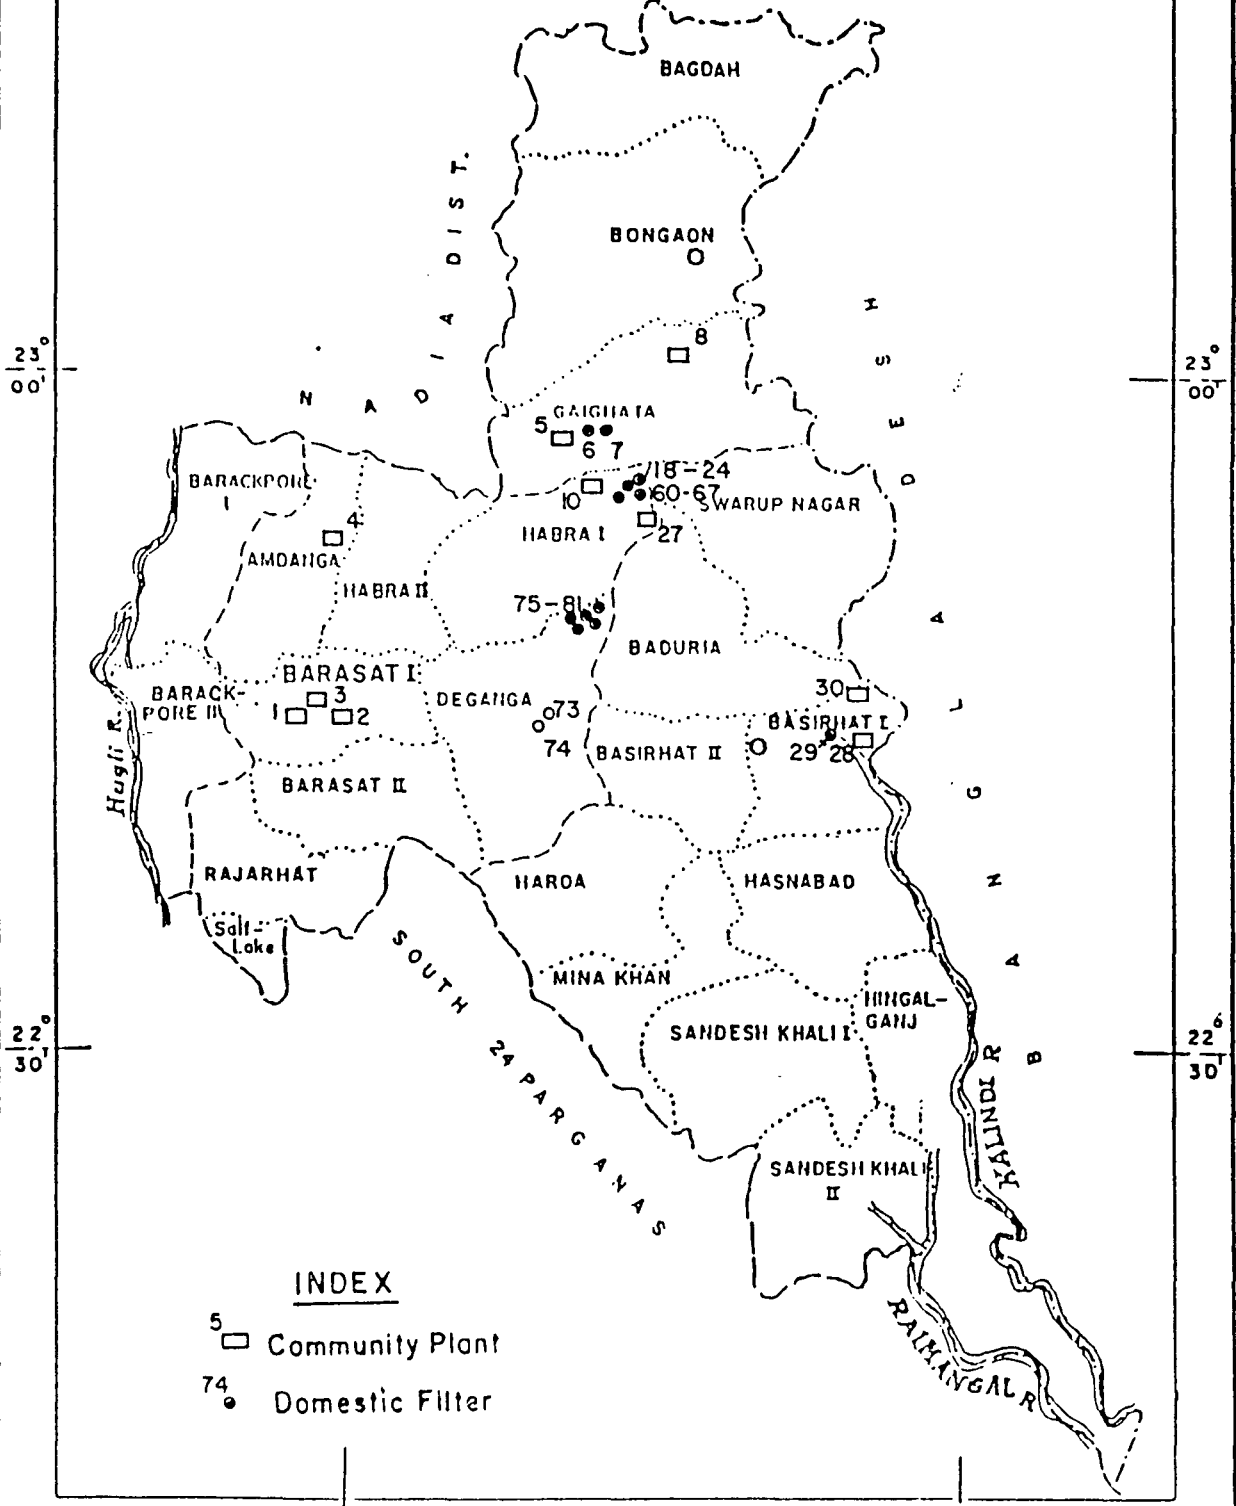 BAGDAH
NADIA DIST.
BONGAON
BANGLADESH
8
23°
00'
23°
00'
GAIGHATA
5
6 7
BARACKPORE
I
18-24
60-67
10
SWARUP NAGAR
4
HABRA I
27
AMDANGA
HABRA II
75-81
BADURIA
BARASAT I
30
BARACK-
PORE II
3
DEGANGA
73
1
2
BASIRHAT I
74
BASIRHAT II
29
28
Hugli R.
BARASAT II
RAJARHAT
HAROA
HASNABAD
Salt-
Lake
SOUTH 24 PARGANAS
MINA KHAN
HINGAL-
GANJ
SANDESH KHALI I
22°
30'
22°
30'
KALINDI R
SANDESH KHALI
II
INDEX
RAIMANGAL R
5
Community Plant
74
Domestic Filter